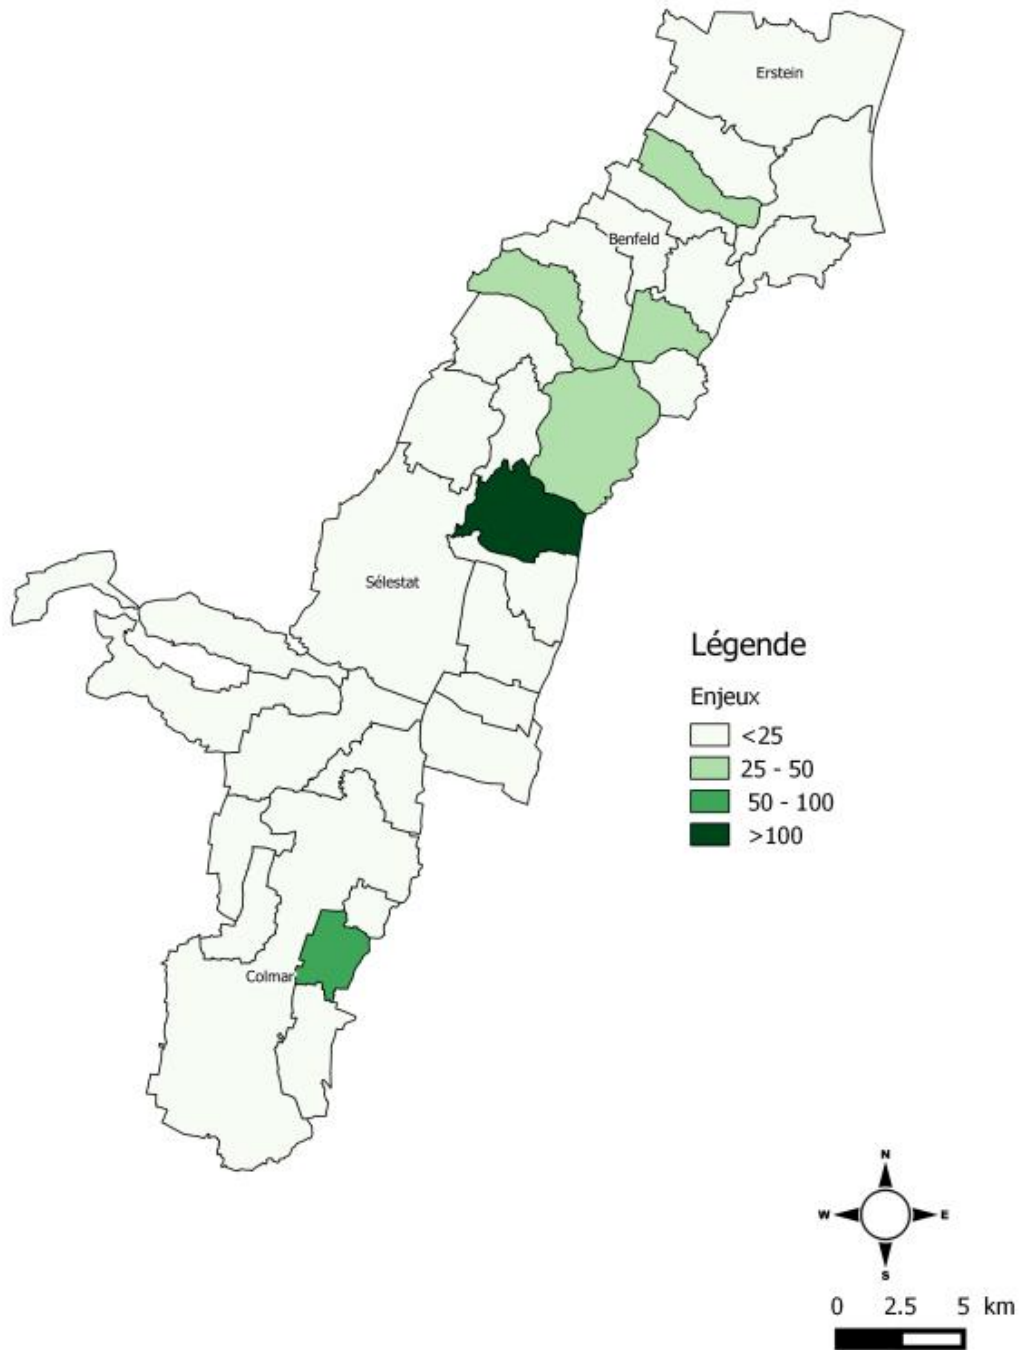 Erstein
Benfeld
Sélestat
Légende
Enjeux
<25
25 - 50
50 - 100
>100
Colmar
N
W E
S
0 2.5 5 km